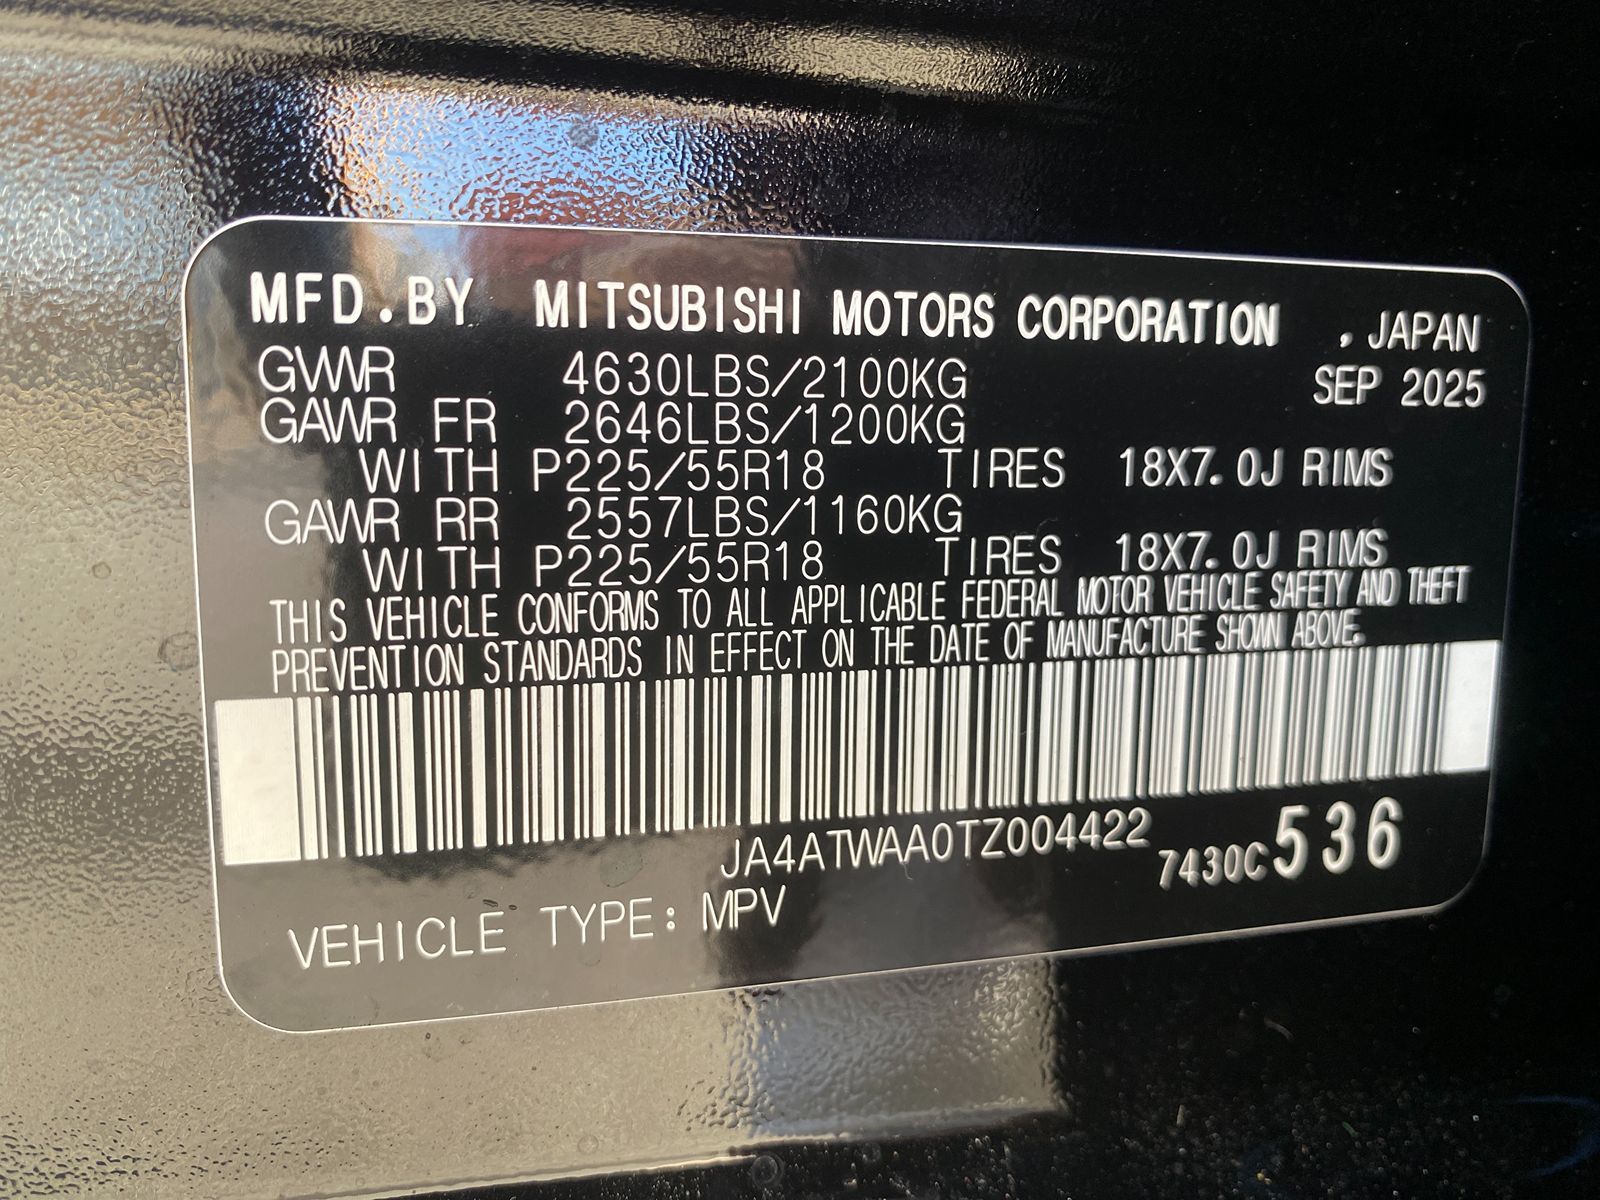 MFD.BY MITSUBISHI MOTORS CORPORATION , JAPAN
GVWR 4630LBS/2100KG SEP 2025
GAWR FR 2646LBS/1200KG
WITH P225/55R18 TIRES 18X7.0J RIMS
GAWR RR 2557LBS/1160KG
WITH P225/55R18 TIRES 18X7.0J RIMS
THIS VEHICLE CONFORMS TO ALL APPLICABLE FEDERAL MOTOR VEHICLE SAFETY AND THEFT
PREVENTION STANDARDS IN EFFECT ON THE DATE OF MANUFACTURE SHOWN ABOVE.
JA4ATWAA0TZ004422 7430C536
VEHICLE TYPE: MPV